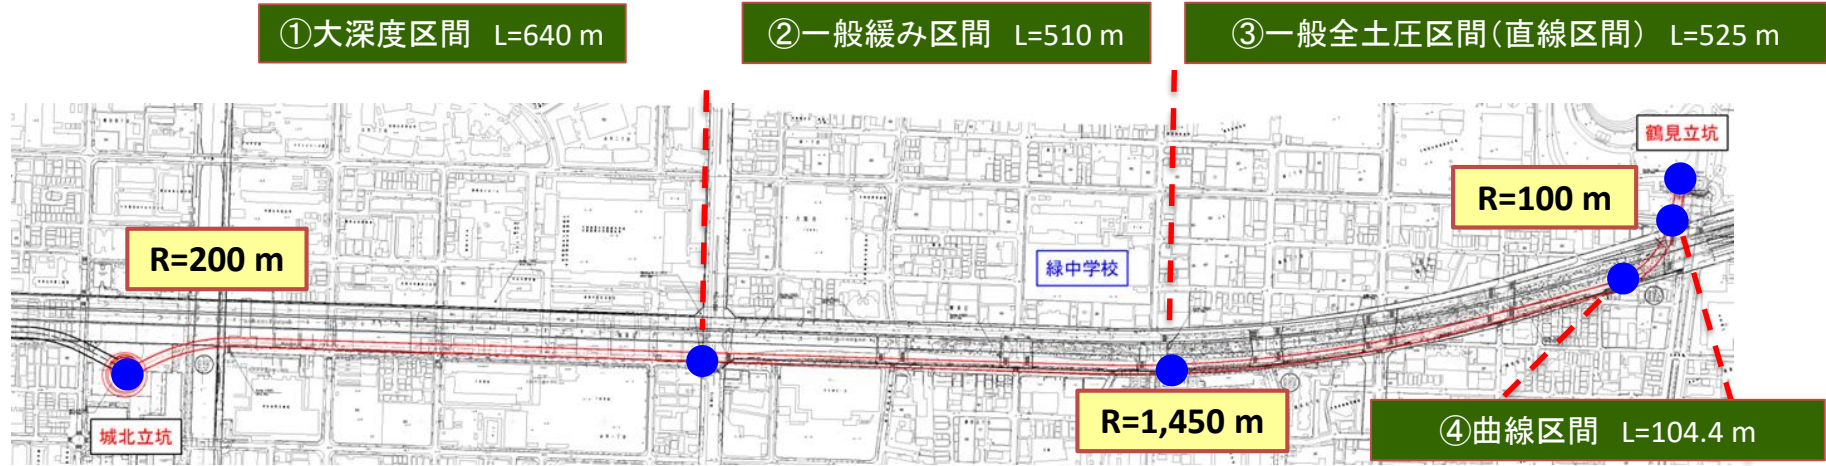 ①大深度区間 L=640 m
②一般緩み区間 L=510 m
③一般全土圧区間（直線区間） L=525 m
鶴見立坑
R=100 m
緑中学校
R=200 m
R=1,450 m
城北立坑
④曲線区間 L=104.4 m